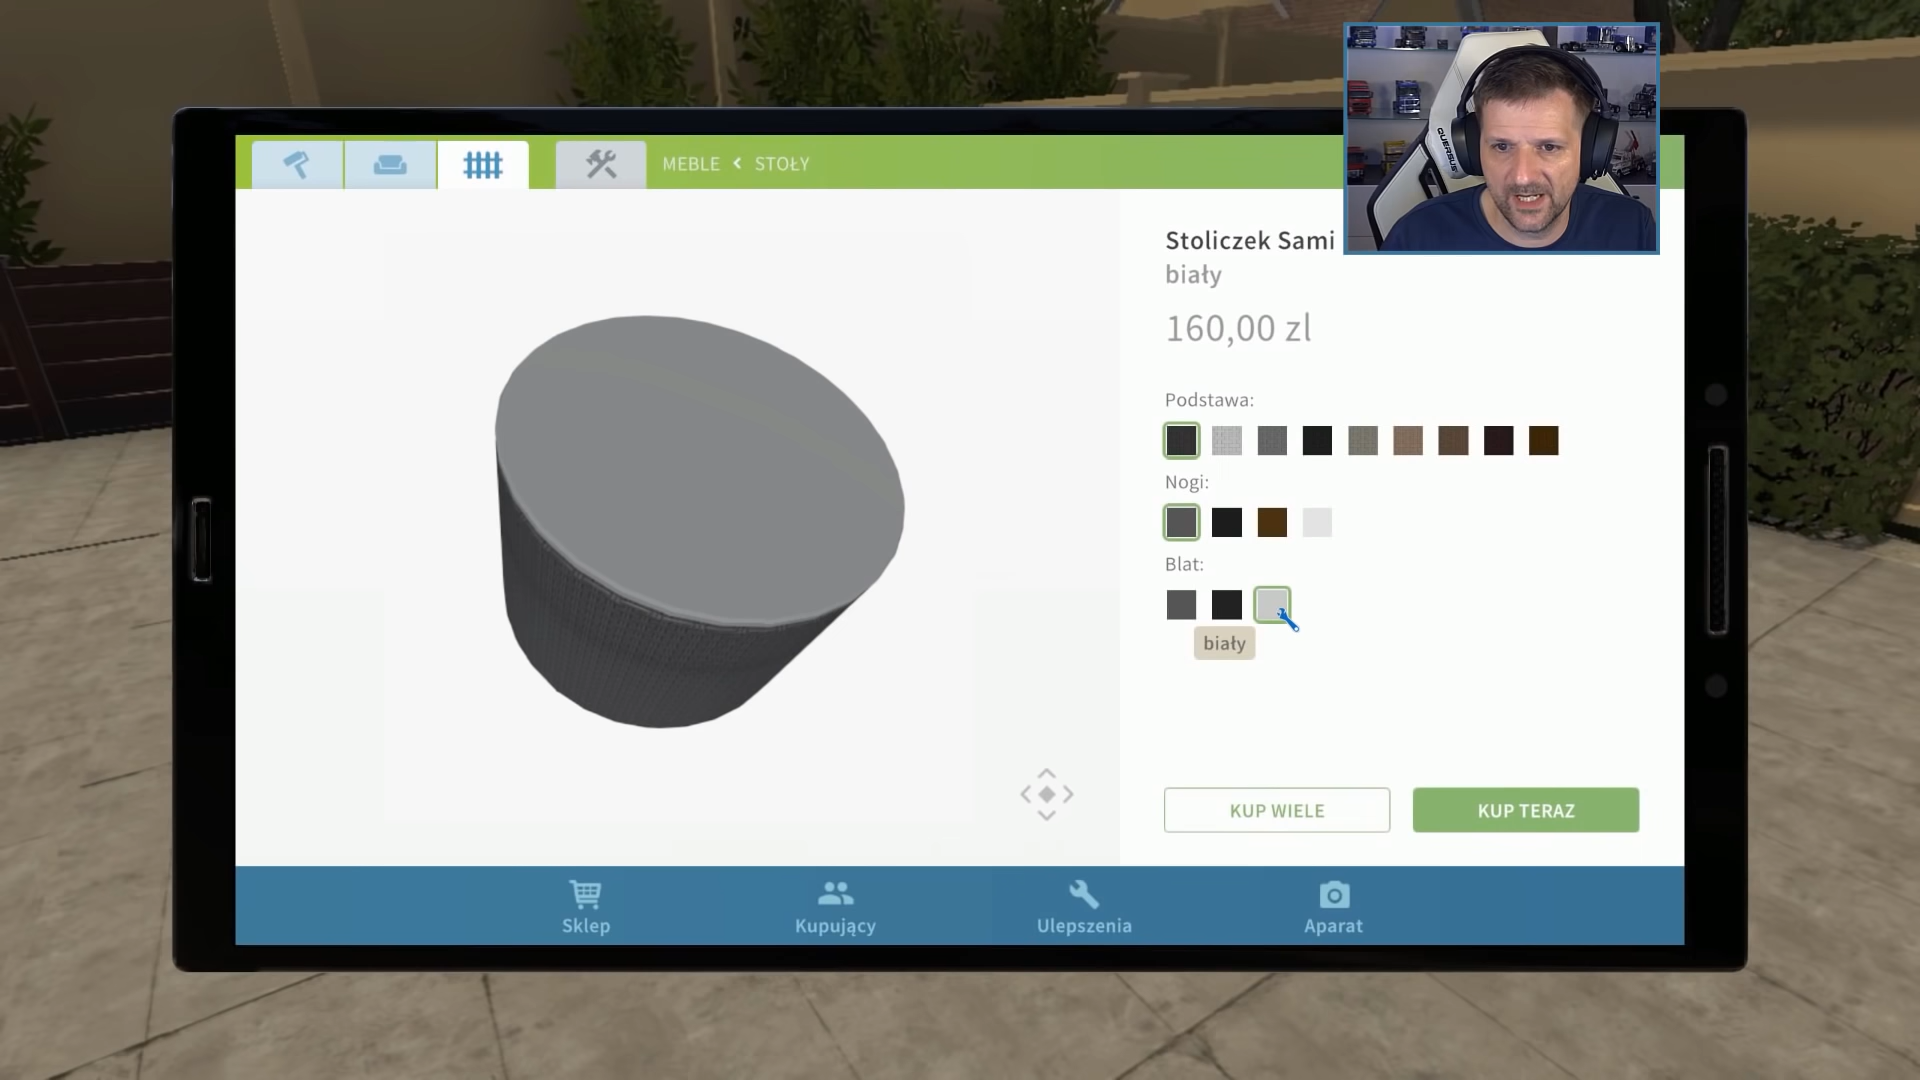 MEBLE < STOŁY
QUERSUS
Stoliczek Sami
biały
160,00 zl
Podstawa:
Nogi:
Blat:
biały
KUP WIELE
KUP TERAZ
Sklep
Kupujący
Ulepszenia
Aparat